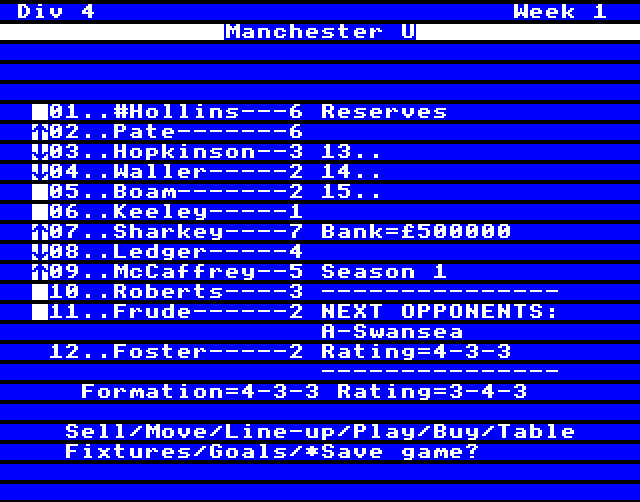 Div 4 Week 1
Manchester U
01..#Hollins---6 Reserves
02..Pate-------6
03..Hopkinson--3 13..
04..Waller-----2 14..
05..Boam-------2 15..
06..Keeley-----1
07..Sharkey----7 Bank=£500000
08..Ledger-----4
09..McCaffrey--5 Season 1
10..Roberts----3 ---------------
11..Frude------2 NEXT OPPONENTS:
A-Swansea
12..Foster-----2 Rating=4-3-3
---------------
Formation=4-3-3 Rating=3-4-3
Sell/Move/Line-up/Play/Buy/Table
Fixtures/Goals/*Save game?